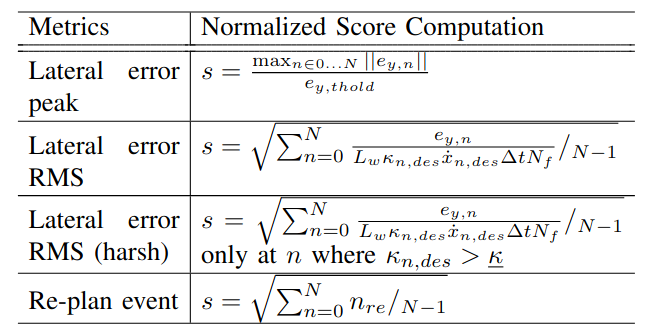 Metrics Normalized Score Computation
Lateral error peak s = \frac{\max_{n \in 0...N} ||e_{y,n}||}{e_{y,thold}}
Lateral error RMS s = \sqrt{\sum_{n=0}^{N} \frac{e_{y,n}}{L_w \kappa_{n,des} \dot{x}_{n,des} \Delta t N_f} / _{N-1}}
Lateral error RMS (harsh) s = \sqrt{\sum_{n=0}^{N} \frac{e_{y,n}}{L_w \kappa_{n,des} \dot{x}_{n,des} \Delta t N_f} / _{N-1}}
only at n where \kappa_{n,des} > \underline{\kappa}
Re-plan event s = \sqrt{\sum_{n=0}^{N} n_{re} / _{N-1}}